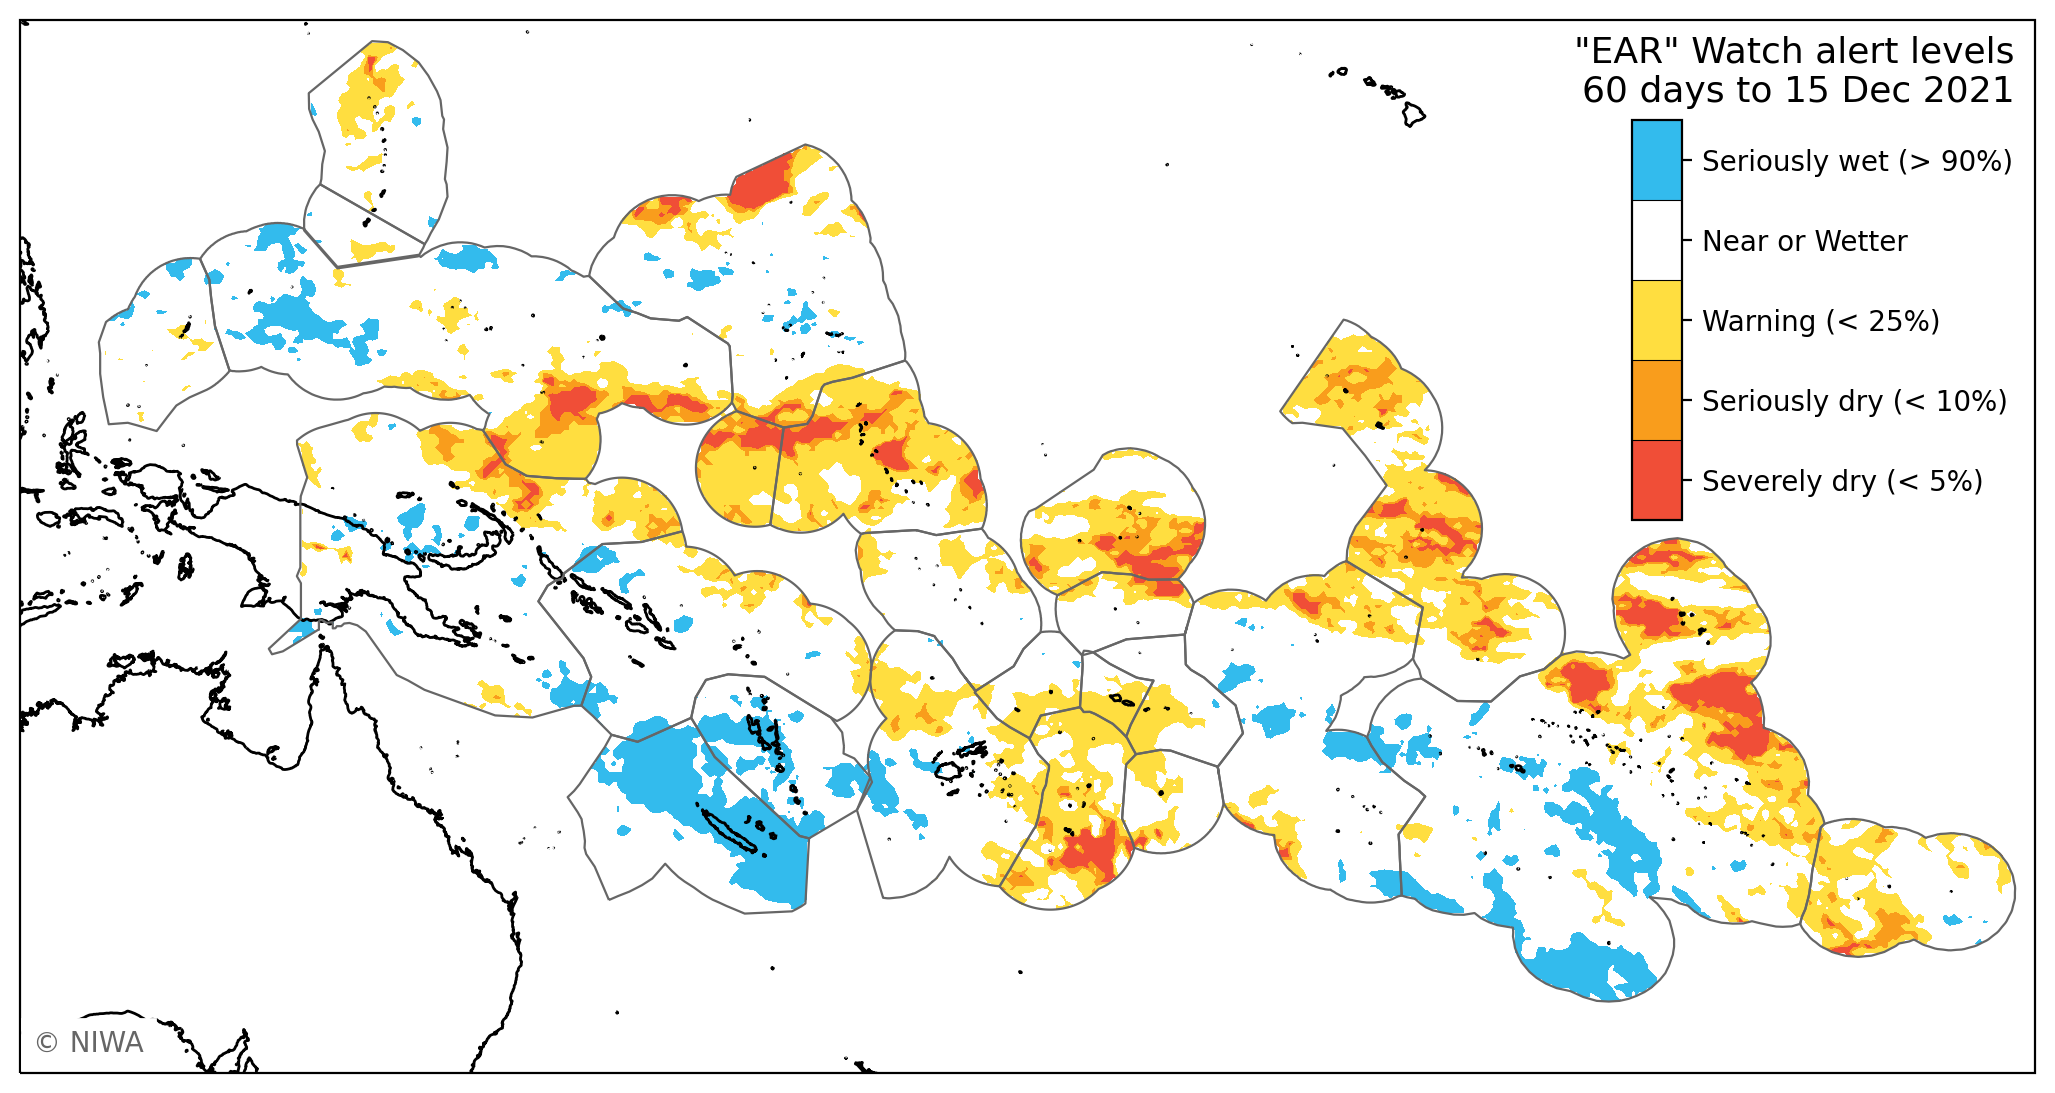 "EAR" Watch alert levels
60 days to 15 Dec 2021
Seriously wet (> 90%)
Near or Wetter
Warning (< 25%)
Seriously dry (< 10%)
Severely dry (< 5%)
© NIWA